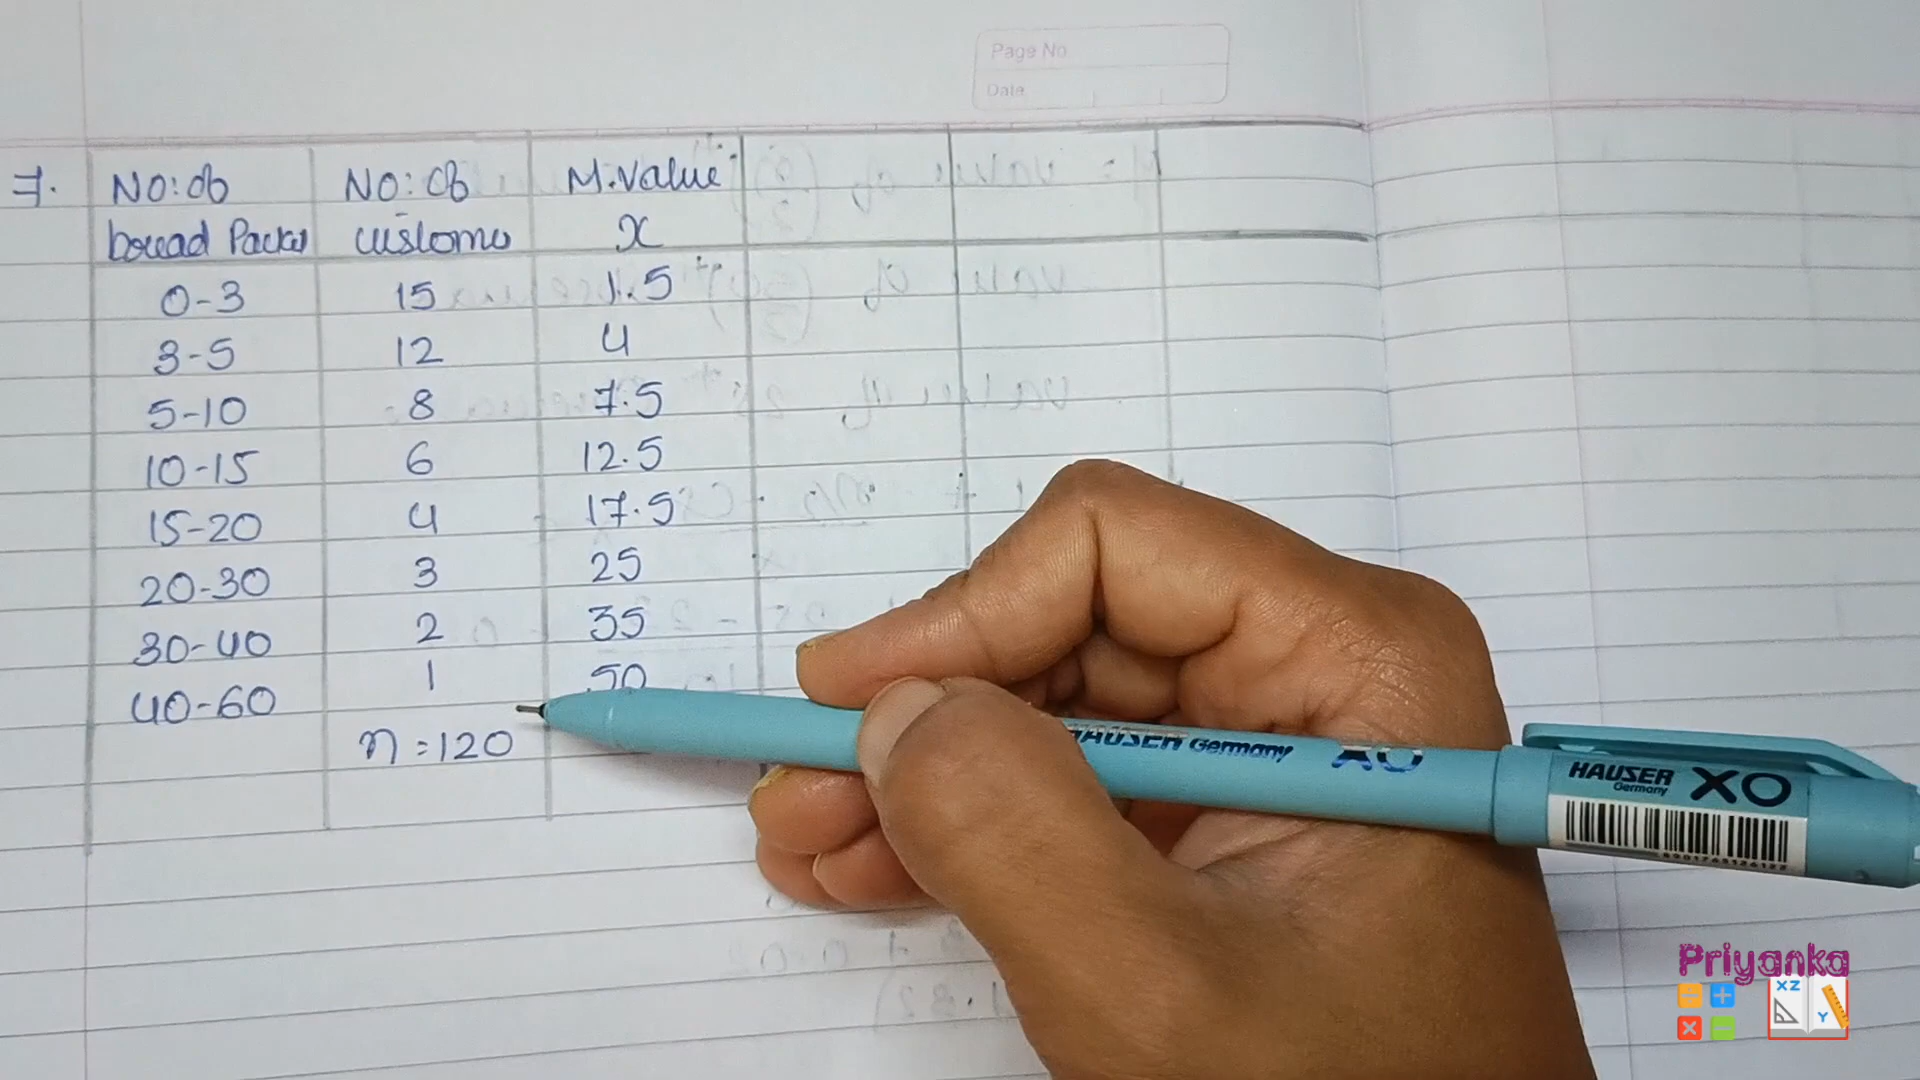 Page No
Date
7. NO: of NO: of M.Value
bread Packs customs x
0-3 15 1.5
3-5 12 4
5-10 8 7.5
10-15 6 12.5
15-20 4 17.5
20-30 3 25
30-40 2 35
40-60 1 50
n = 120
HAUSER Germany XO
HAUSER XO
Germany
Priyanka
XZ
Y